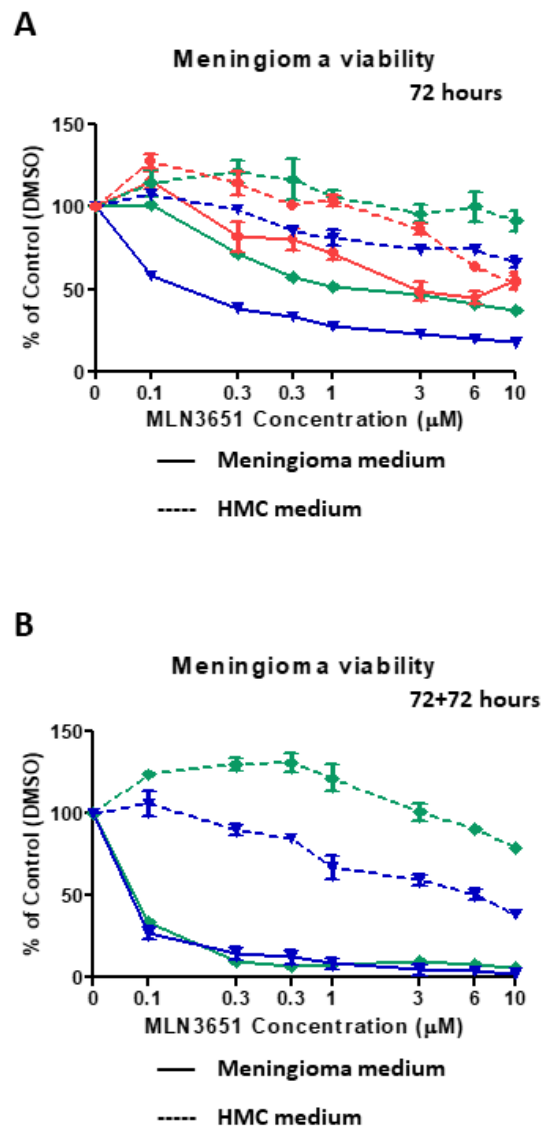 A
Meningioma viability
72 hours
150
100
50
0
% of Control (DMSO)
0 0.1 0.3 0.3 1 3 6 10
MLN3651 Concentration (μM)
Meningioma medium
HMC medium
B
Meningioma viability
72+72 hours
150
100
50
0
% of Control (DMSO)
0 0.1 0.3 0.3 1 3 6 10
MLN3651 Concentration (μM)
Meningioma medium
HMC medium